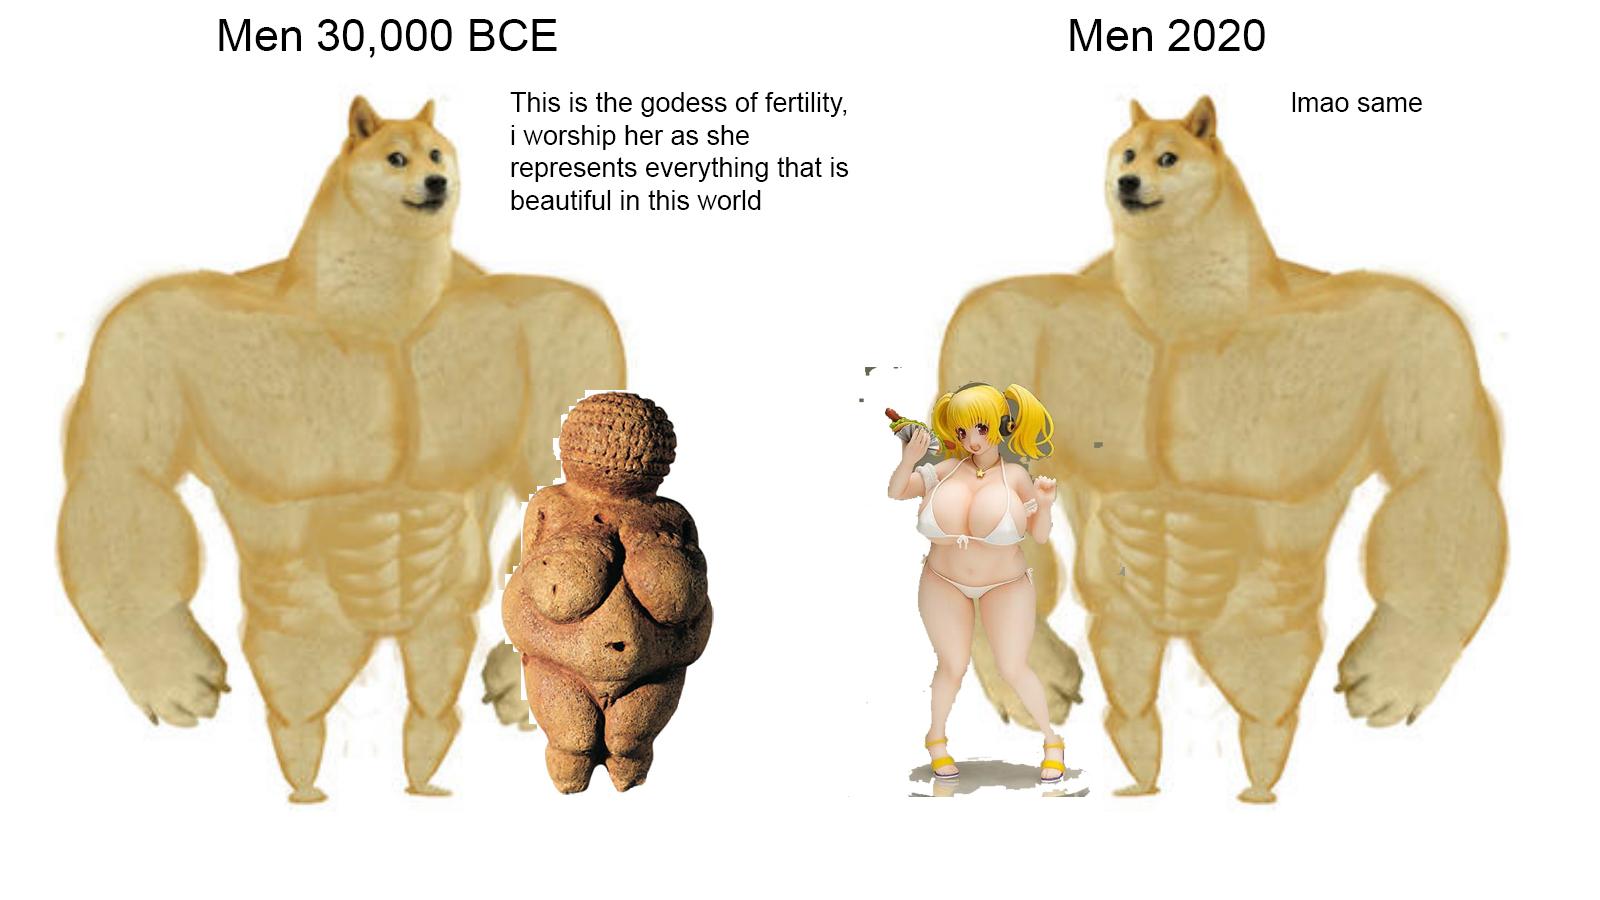 Men 30,000 BCE
This is the godess of fertility,
i worship her as she
represents everything that is
beautiful in this world
Men 2020
lmao same